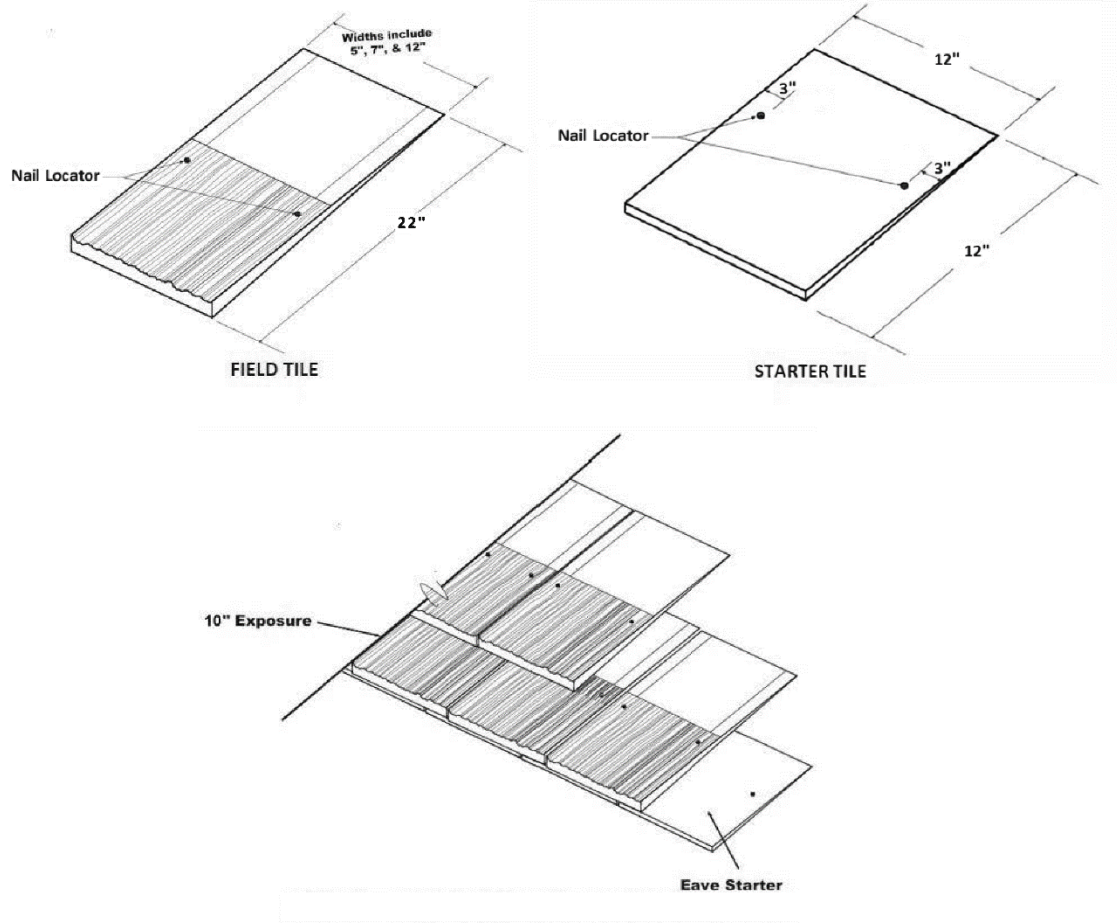 Widths include
5", 7", & 12"
Nail Locator
22"
FIELD TILE
12"
3"
Nail Locator
3"
12"
STARTER TILE
10" Exposure
Eave Starter